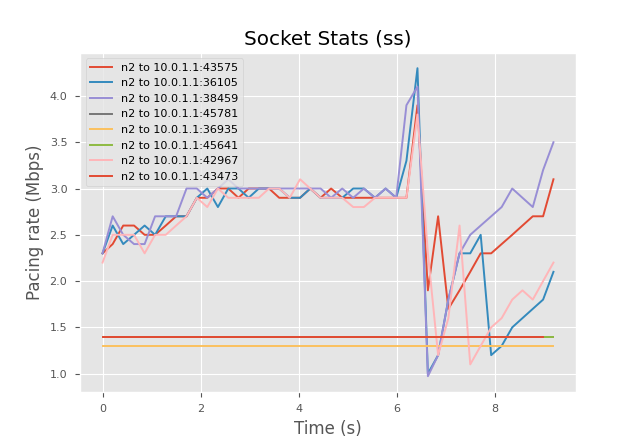 Socket Stats (ss)
n2 to 10.0.1.1:43575
n2 to 10.0.1.1:36105
n2 to 10.0.1.1:38459
n2 to 10.0.1.1:45781
n2 to 10.0.1.1:36935
n2 to 10.0.1.1:45641
n2 to 10.0.1.1:42967
n2 to 10.0.1.1:43473
Pacing rate (Mbps)
4.0
3.5
3.0
2.5
2.0
1.5
1.0
0
2
4
6
8
Time (s)